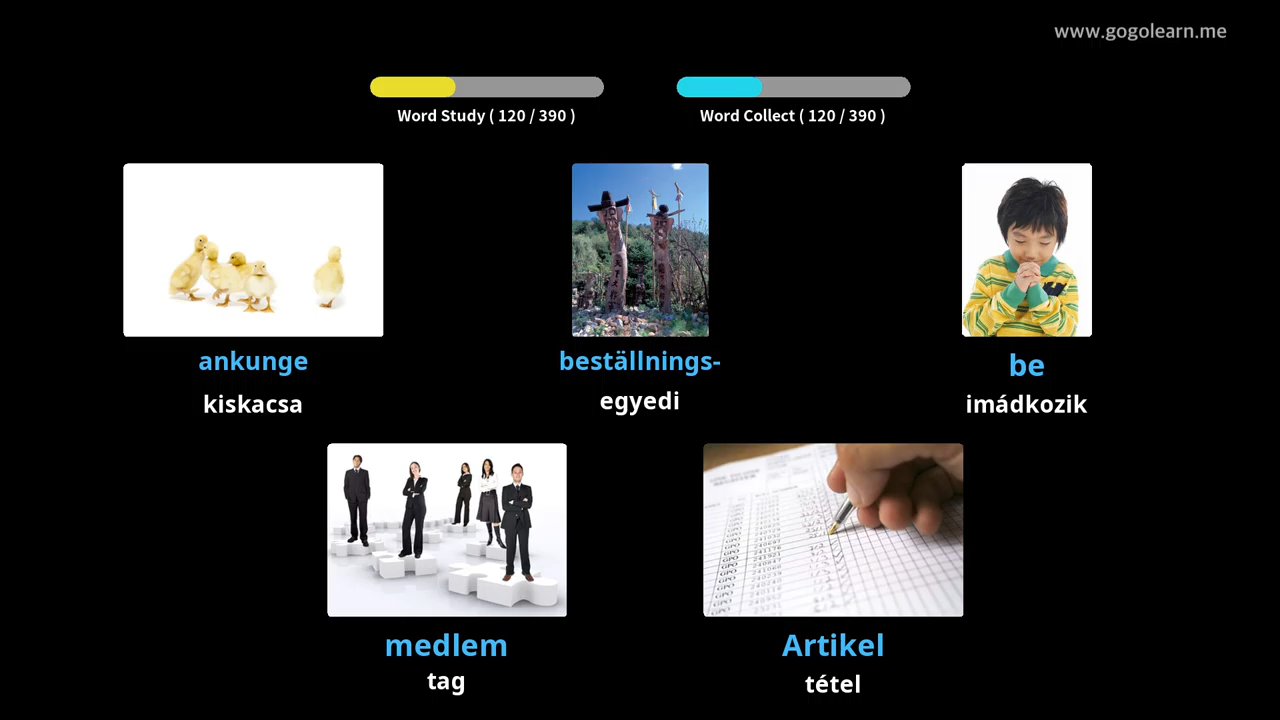 www.gogolearn.me
Word Study ( 120 / 390 )
Word Collect ( 120 / 390 )
ankunge
kiskacsa
beställnings-
egyedi
be
imádkozik
medlem
tag
Artikel
tétel